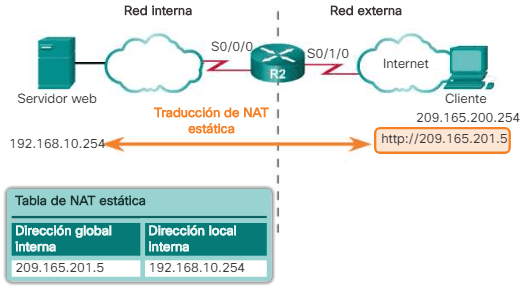 Red interna
Red externa
S0/0/0
S0/1/0
R2
Internet
Servidor web
Cliente
Traducción de NAT
estática
209.165.200.254
192.168.10.254
http://209.165.201.5
Tabla de NAT estática
Dirección global
interna
Dirección local
interna
209.165.201.5
192.168.10.254